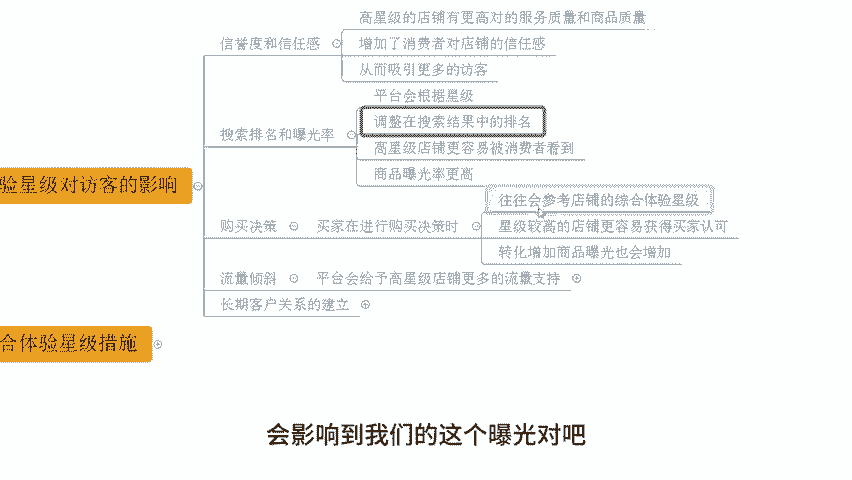 信誉度和信任感
高星级的店铺有更高对的服务质量和商品质量
增加了消费者对店铺的信任感
从而吸引更多的访客
搜索排名和曝光率
平台会根据星级
调整在搜索结果中的排名
高星级店铺更容易被消费者看到
商品曝光率更高
验星级对访客的影响
购买决策
买家在进行购买决策时
往往会参考店铺的综合体验星级
星级较高的店铺更容易获得买家认可
转化增加商品曝光也会增加
流量倾斜
平台会给予高星级店铺更多的流量支持
长期客户关系的建立
合体验星级措施
会影响到我们的这个曝光对吧